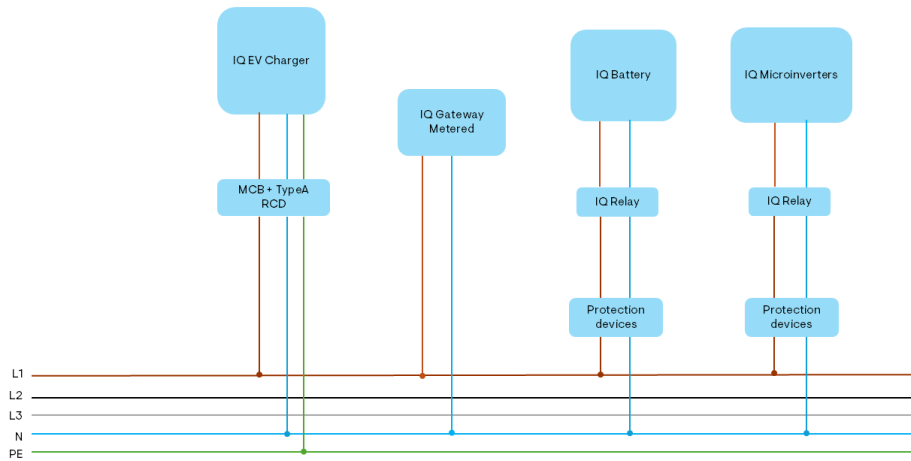 IQ EV Charger
IQ Gateway
Metered
IQ Battery
IQ Microinverters
MCB + TypeA
RCD
IQ Relay
IQ Relay
Protection
devices
Protection
devices
L1
L2
L3
N
PE